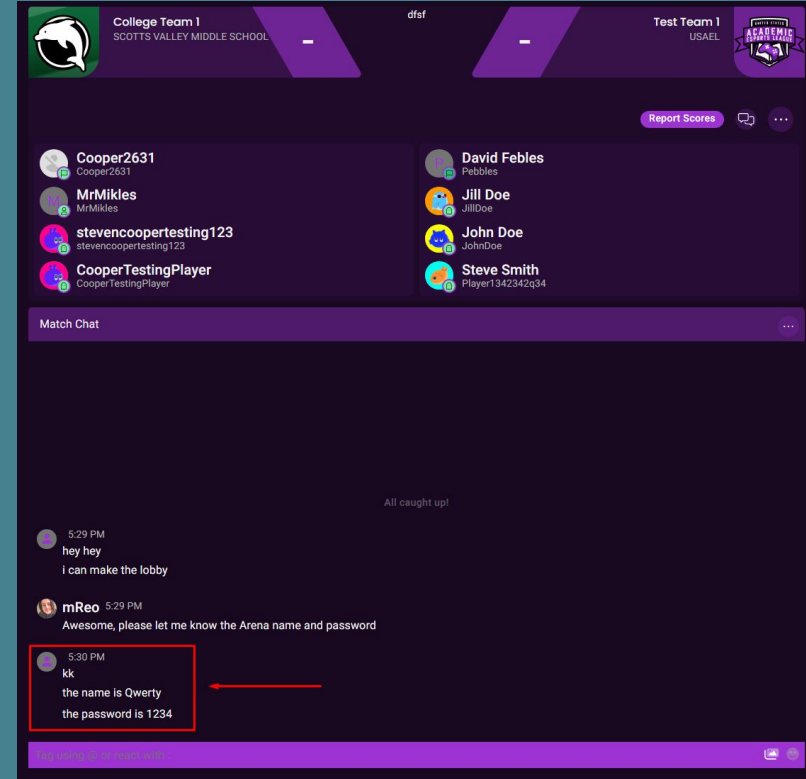 dfsf
College Team 1
SCOTTS VALLEY MIDDLE SCHOOL
-
-
Test Team 1
USAEL
UNITED STATES
ACADEMIC
ESPORTS LEAGUE
Report Scores
Cooper2631
Cooper2631
MrMikles
MrMikles
stevencoopertesting123
stevencoopertesting123
CooperTestingPlayer
CooperTestingPlayer
David Febles
Pebbles
Jill Doe
JillDoe
John Doe
JohnDoe
Steve Smith
Player1342342q34
Match Chat
All caught up!
5:29 PM
hey hey
i can make the lobby
mReo 5:29 PM
Awesome, please let me know the Arena name and password
5:30 PM
kk
the name is Qwerty
the password is 1234
Tag using @ or react with :